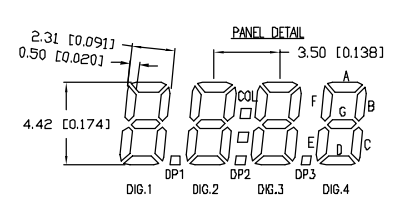 PANEL DETAIL
2.31 [0.091]
0.50 [0.020]
3.50 [0.138]
A
COL F G B
4.42 [0.174]
E D C
DP1 DP2 DP3
DIG.1 DIG.2 DIG.3 DIG.4